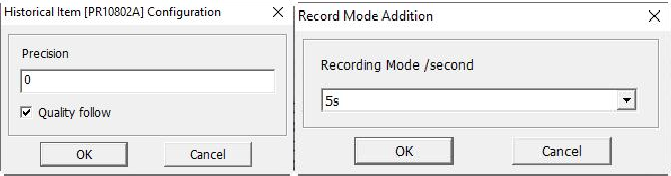 Historical Item [PR10802A] Configuration
Precision
0
Quality follow
OK Cancel
Record Mode Addition
Recording Mode /second
5s
OK Cancel